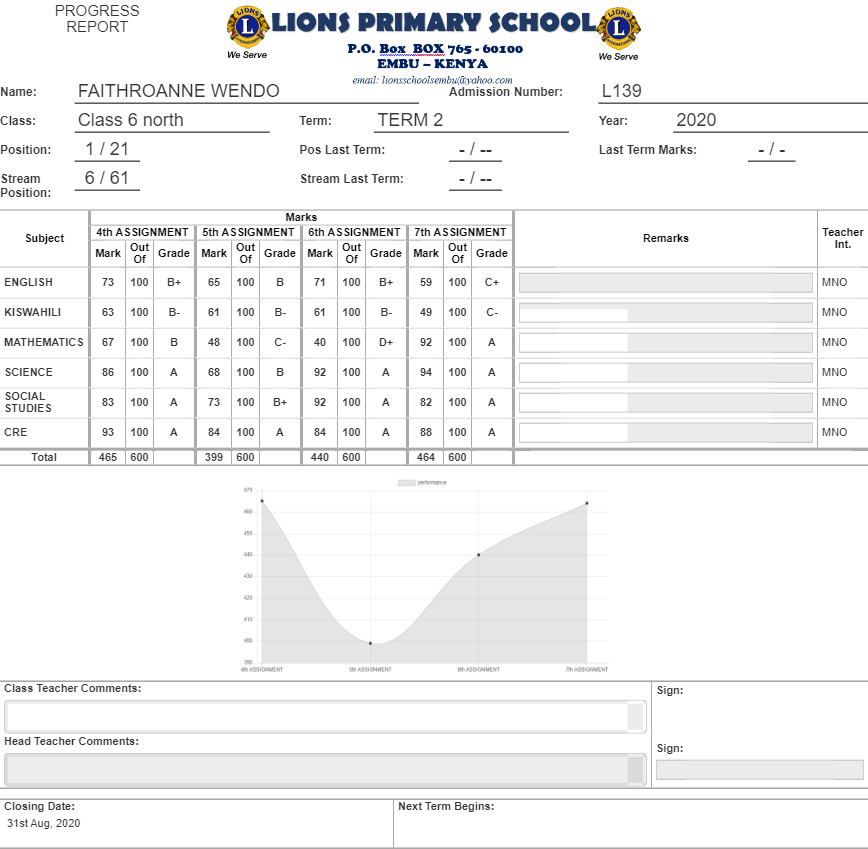 PROGRESS
REPORT
LIONS PRIMARY SCHOOL
LIONS L INTERNATIONAL
We Serve
LIONS L INTERNATIONAL
We Serve
P.O. Box BOX 765 - 60100
EMBU – KENYA
email: lionsschoolsembu@yahoo.com
Name: FAITHROANNE WENDO Admission Number: L139
Class: Class 6 north Term: TERM 2 Year: 2020
Position: 1 / 21 Pos Last Term: - / -- Last Term Marks: - / -
Stream Position: 6 / 61 Stream Last Term: - / --
Marks
Subject 4th ASSIGNMENT 5th ASSIGNMENT 6th ASSIGNMENT 7th ASSIGNMENT Remarks Teacher Int.
Mark Out Of Grade Mark Out Of Grade Mark Out Of Grade Mark Out Of Grade
ENGLISH 73 100 B+ 65 100 B 71 100 B+ 59 100 C+ MNO
KISWAHILI 63 100 B- 61 100 B- 61 100 B- 49 100 C- MNO
MATHEMATICS 67 100 B 48 100 C- 40 100 D+ 92 100 A MNO
SCIENCE 86 100 A 68 100 B 92 100 A 94 100 A MNO
SOCIAL STUDIES 83 100 A 73 100 B+ 92 100 A 82 100 A MNO
CRE 93 100 A 84 100 A 84 100 A 88 100 A MNO
Total 465 600 399 600 440 600 464 600
performance
470
460
450
440
430
420
410
400
390
4th ASSIGNMENT 5th ASSIGNMENT 6th ASSIGNMENT 7th ASSIGNMENT
Class Teacher Comments: Sign:
Head Teacher Comments: Sign:
Closing Date: Next Term Begins:
31st Aug, 2020